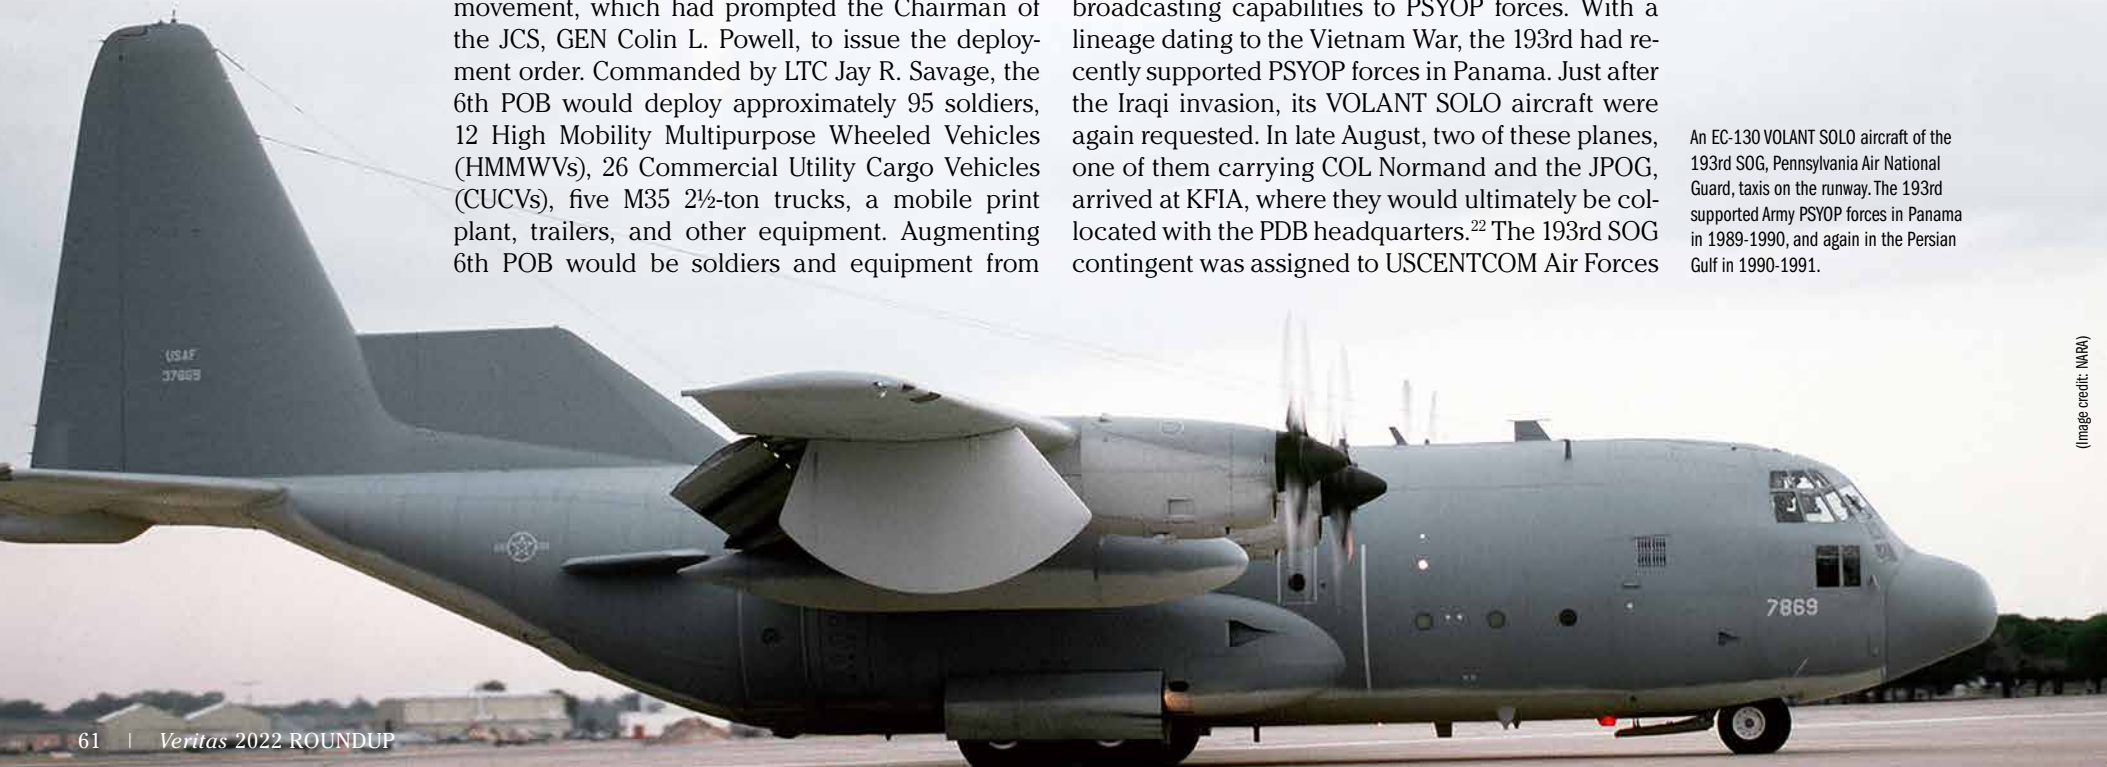 movement, which had prompted the Chairman of
the JCS, GEN Colin L. Powell, to issue the deploy-
ment order. Commanded by LTC Jay R. Savage, the
6th POB would deploy approximately 95 soldiers,
12 High Mobility Multipurpose Wheeled Vehicles
(HMMWVs), 26 Commercial Utility Cargo Vehicles
(CUCVs), five M35 2½-ton trucks, a mobile print
plant, trailers, and other equipment. Augmenting
6th POB would be soldiers and equipment from
broadcasting capabilities to PSYOP forces. With a
lineage dating to the Vietnam War, the 193rd had re-
cently supported PSYOP forces in Panama. Just after
the Iraqi invasion, its VOLANT SOLO aircraft were
again requested. In late August, two of these planes,
one of them carrying COL Normand and the JPOG,
arrived at KFIA, where they would ultimately be col-
located with the PDB headquarters.22 The 193rd SOG
contingent was assigned to USCENTCOM Air Forces
An EC-130 VOLANT SOLO aircraft of the
193rd SOG, Pennsylvania Air National
Guard, taxis on the runway. The 193rd
supported Army PSYOP forces in Panama
in 1989-1990, and again in the Persian
Gulf in 1990-1991.
(Image credit: NARA)
USAF
37869
7869
61 | Veritas 2022 ROUNDUP